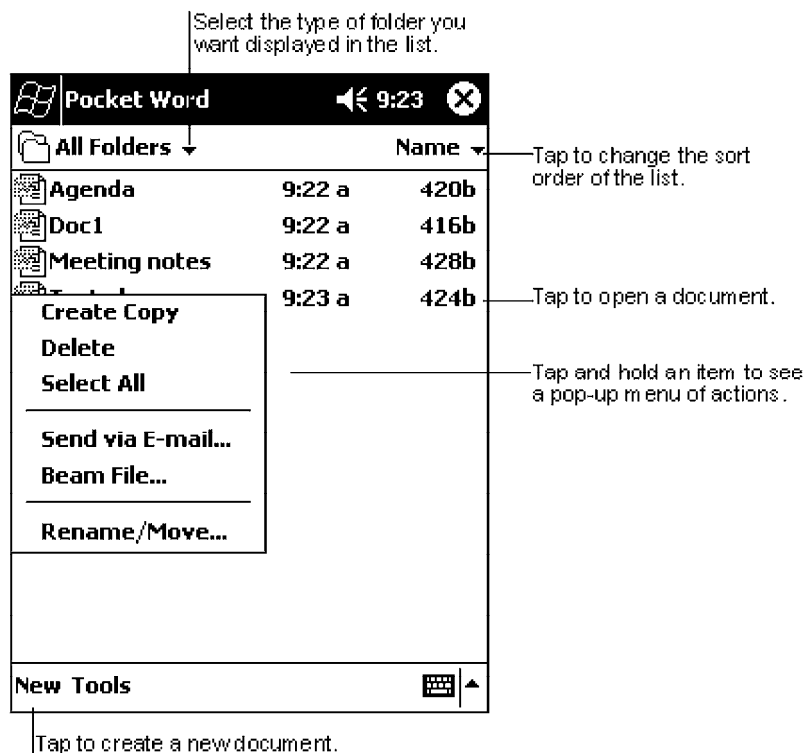 Select the type of folder you
want displayed in the list.
Pocket Word 9:23
All Folders Name
Tap to change the sort
order of the list.
Agenda 9:22 a 420b
Doc1 9:22 a 416b
Meeting notes 9:22 a 428b
9:23 a 424b
Tap to open a document.
Create Copy
Delete
Select All
Tap and hold an item to see
a pop-up menu of actions.
Send via E-mail...
Beam File...
Rename/Move...
New Tools
Tap to create a new document.